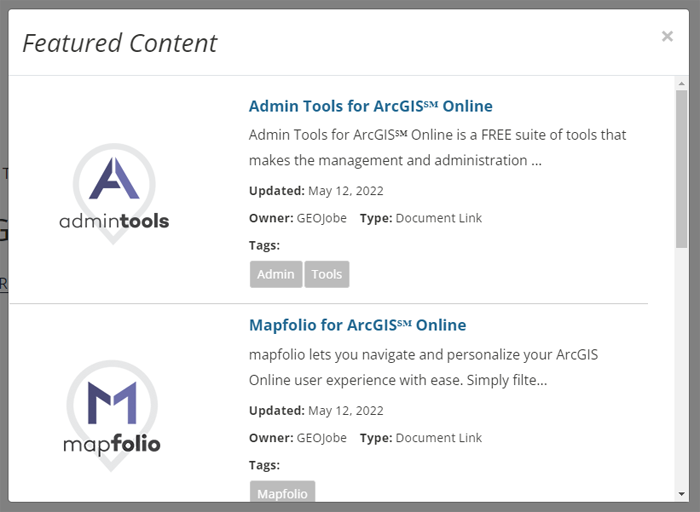 Featured Content
×
Admin Tools for ArcGIS℠ Online
Admin Tools for ArcGIS℠ Online is a FREE suite of tools that
makes the management and administration ...
Updated: May 12, 2022
Owner: GEOJobe Type: Document Link
Tags:
Admin Tools
admintools
Mapfolio for ArcGIS℠ Online
mapfolio lets you navigate and personalize your ArcGIS
Online user experience with ease. Simply filte...
Updated: May 12, 2022
Owner: GEOJobe Type: Document Link
Tags:
Mapfolio
mapfolio